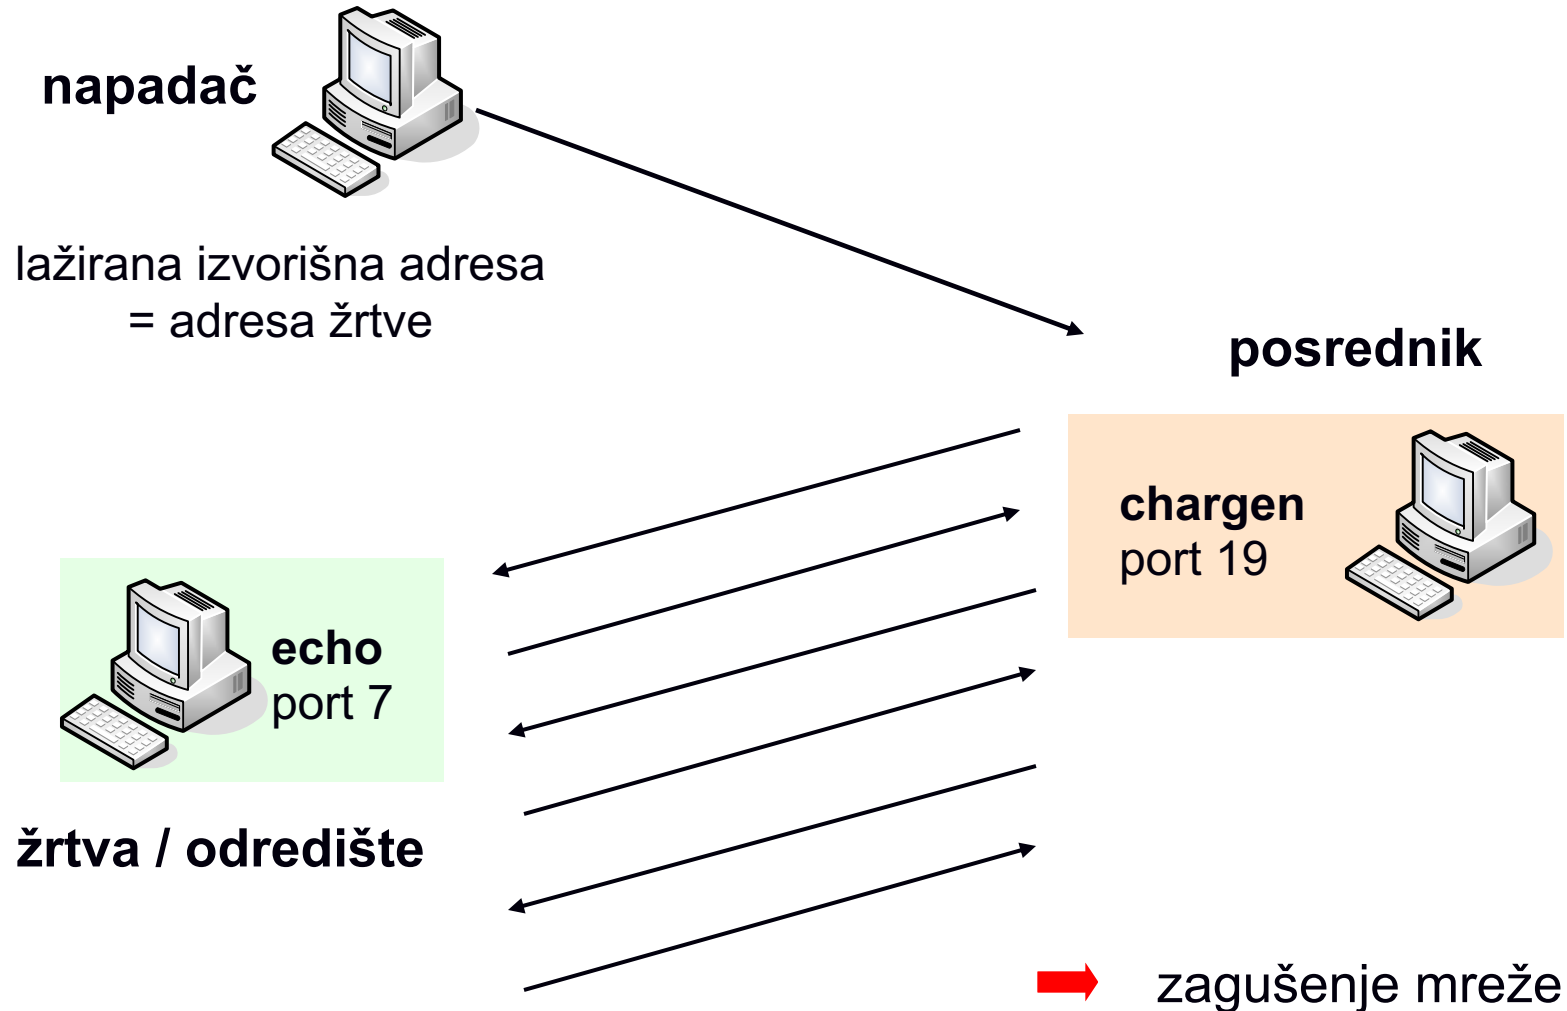 napadač
lažirana izvorišna adresa
= adresa žrtve
posrednik
chargen
port 19
echo
port 7
žrtva / odredište
zagušenje mreže